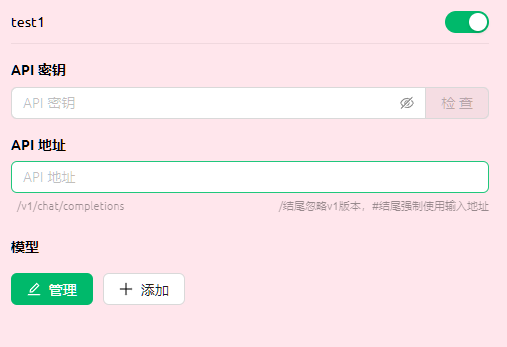 test1
API 密钥
API 密钥
检 查
API 地址
API 地址
/v1/chat/completions
/结尾忽略v1版本，#结尾强制使用输入地址
模型
管理
添加